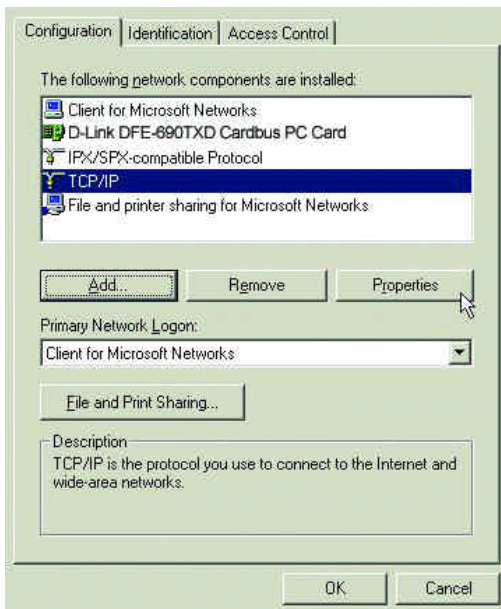 Configuration Identification Access Control
The following network components are installed:
Client for Microsoft Networks
D-Link DFE-690TXD Cardbus PC Card
IPX/SPX-compatible Protocol
TCP/IP
File and printer sharing for Microsoft Networks
Add... Remove Properties
Primary Network Logon:
Client for Microsoft Networks
File and Print Sharing...
Description
TCP/IP is the protocol you use to connect to the Internet and
wide-area networks.
OK Cancel